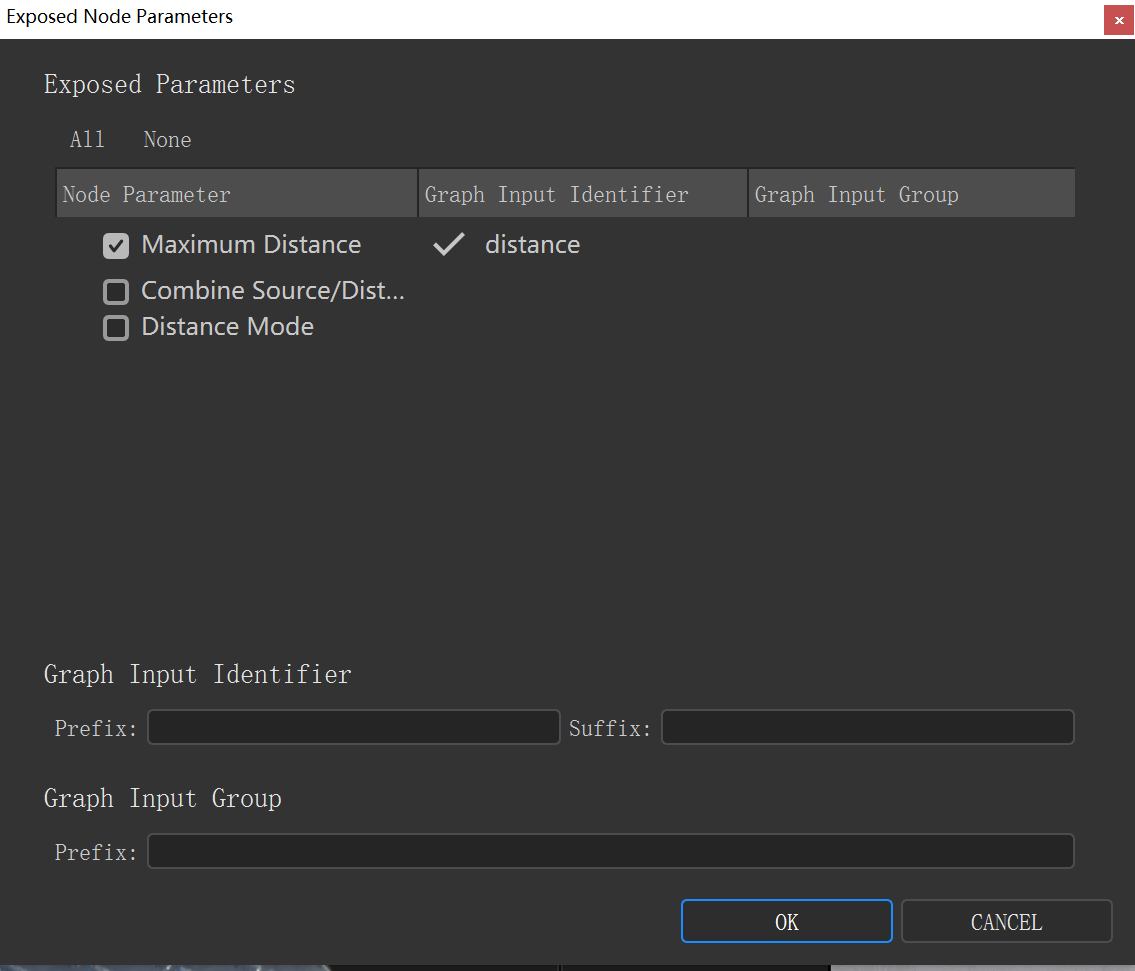 Exposed Node Parameters
Exposed Parameters
All None
Node Parameter Graph Input Identifier Graph Input Group
Maximum Distance distance
Combine Source/Dist...
Distance Mode
Graph Input Identifier
Prefix: Suffix:
Graph Input Group
Prefix:
OK CANCEL